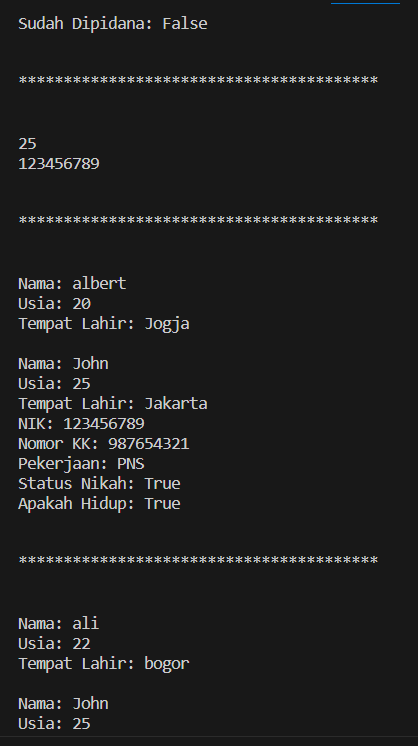 Sudah Dipidana: False
****************************************
25
123456789
****************************************
Nama: albert
Usia: 20
Tempat Lahir: Jogja
Nama: John
Usia: 25
Tempat Lahir: Jakarta
NIK: 123456789
Nomor KK: 987654321
Pekerjaan: PNS
Status Nikah: True
Apakah Hidup: True
****************************************
Nama: ali
Usia: 22
Tempat Lahir: bogor
Nama: John
Usia: 25